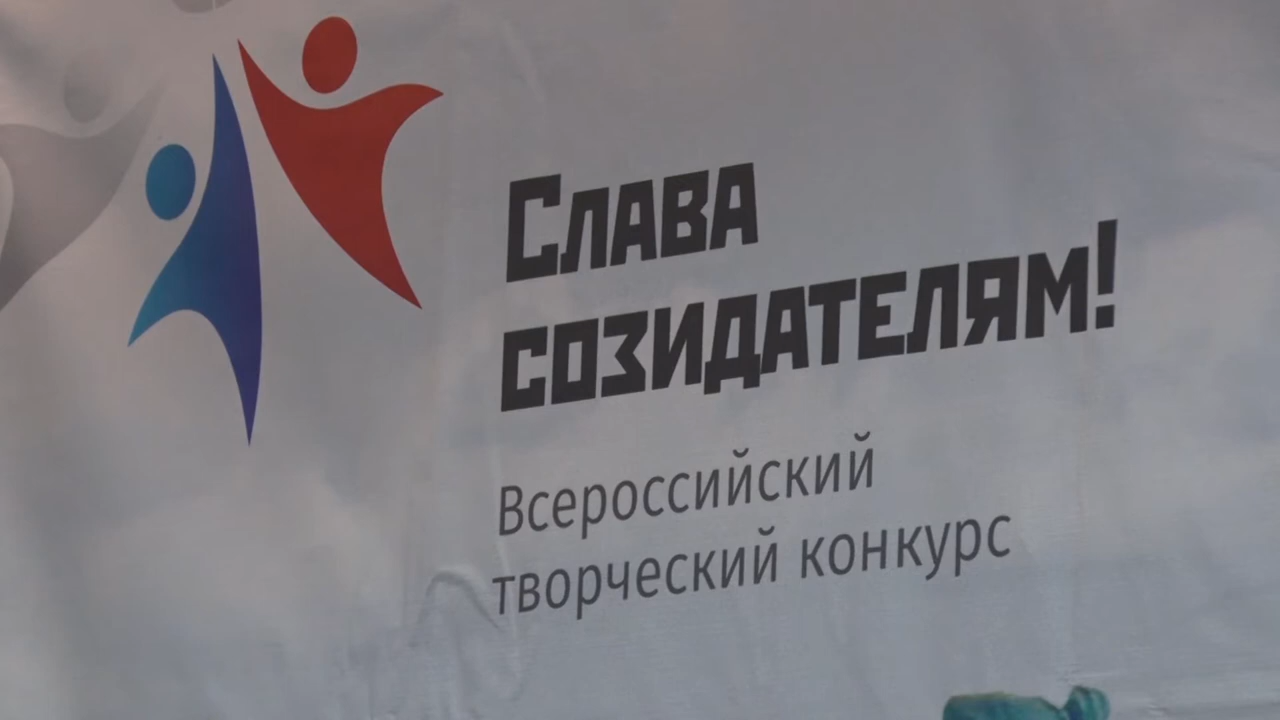 Слава
созидателям!
Всероссийский
творческий конкурс